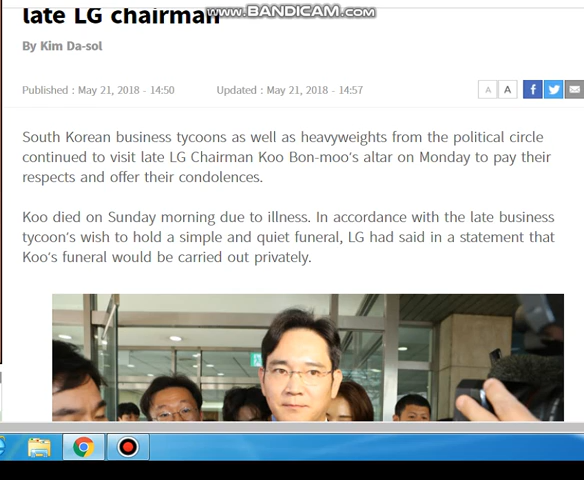 late LG chairman
www.BANDICAM.com
By Kim Da-sol
Published : May 21, 2018 - 14:50 Updated : May 21, 2018 - 14:57
A A f
South Korean business tycoons as well as heavyweights from the political circle
continued to visit late LG Chairman Koo Bon-moo's altar on Monday to pay their
respects and offer their condolences.
Koo died on Sunday morning due to illness. In accordance with the late business
tycoon's wish to hold a simple and quiet funeral, LG had said in a statement that
Koo's funeral would be carried out privately.